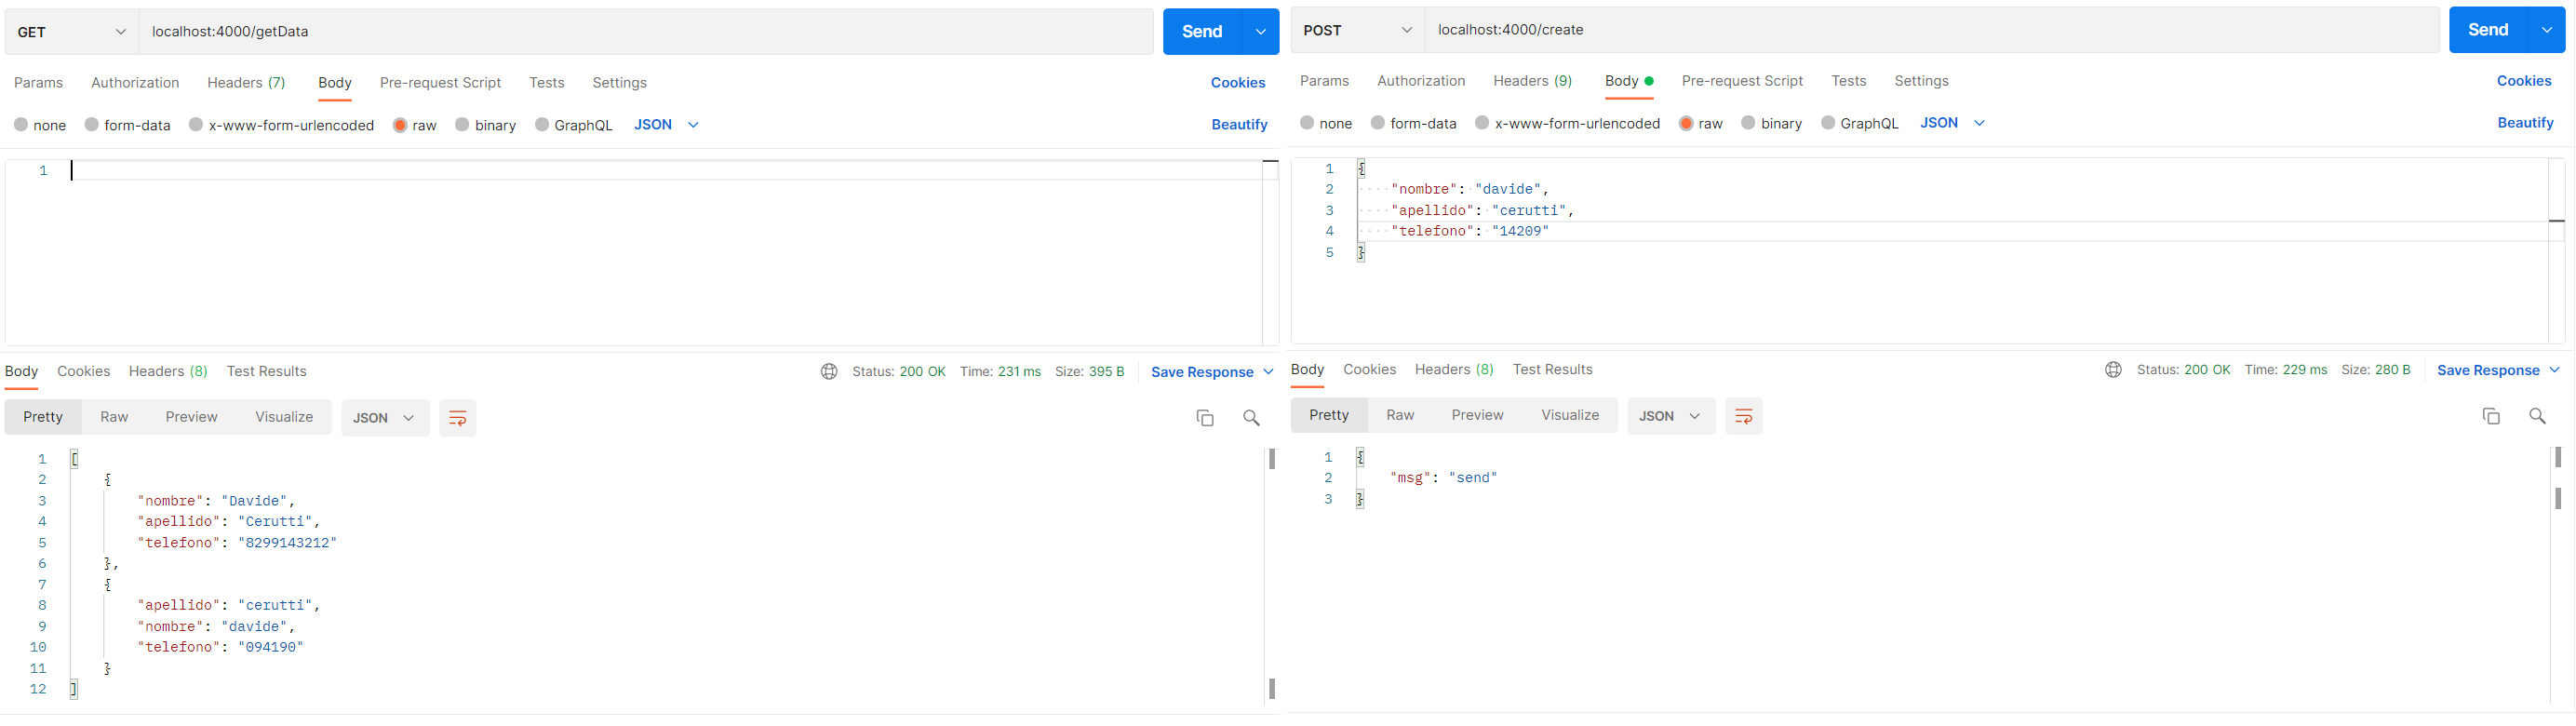 GET localhost:4000/getData Send
Params Authorization Headers (7) Body Pre-request Script Tests Settings Cookies
none form-data x-www-form-urlencoded raw binary GraphQL JSON Beautify
1
Body Cookies Headers (8) Test Results Status: 200 OK Time: 231 ms Size: 395 B Save Response
Pretty Raw Preview Visualize JSON
1 [
2 {
3 "nombre": "Davide",
4 "apellido": "Cerutti",
5 "telefono": "8299143212"
6 },
7 {
8 "apellido": "cerutti",
9 "nombre": "davide",
10 "telefono": "094190"
11 }
12 ]
POST localhost:4000/create Send
Params Authorization Headers (9) Body Pre-request Script Tests Settings Cookies
none form-data x-www-form-urlencoded raw binary GraphQL JSON Beautify
1 {
2 "nombre": "davide",
3 "apellido": "cerutti",
4 "telefono": "14209"
5 }
Body Cookies Headers (8) Test Results Status: 200 OK Time: 229 ms Size: 280 B Save Response
Pretty Raw Preview Visualize JSON
1 {
2 "msg": "send"
3 }